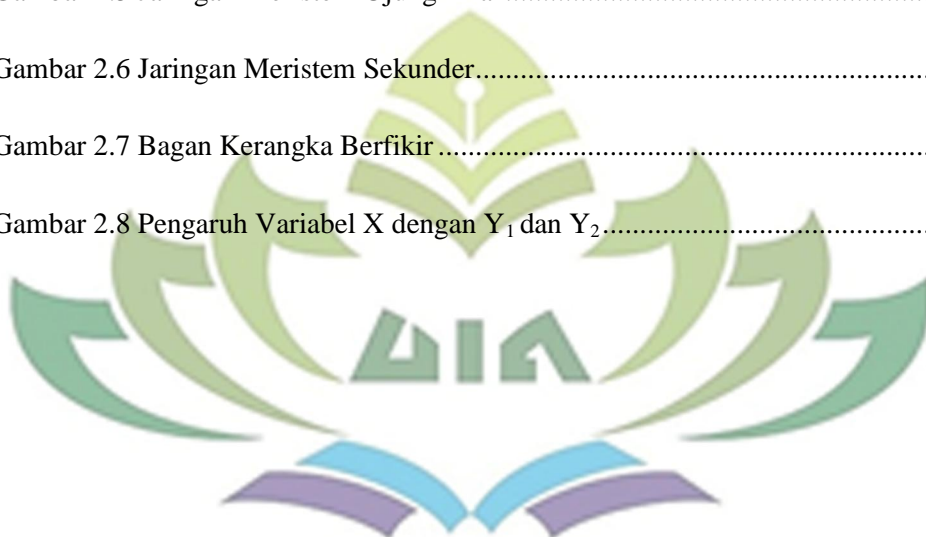 Gambar 2.6 Jaringan Meristem Sekunder............................................................
Gambar 2.7 Bagan Kerangka Berfikir .................................................................
Gambar 2.8 Pengaruh Variabel X dengan Y₁ dan Y₂...........................................
UIN